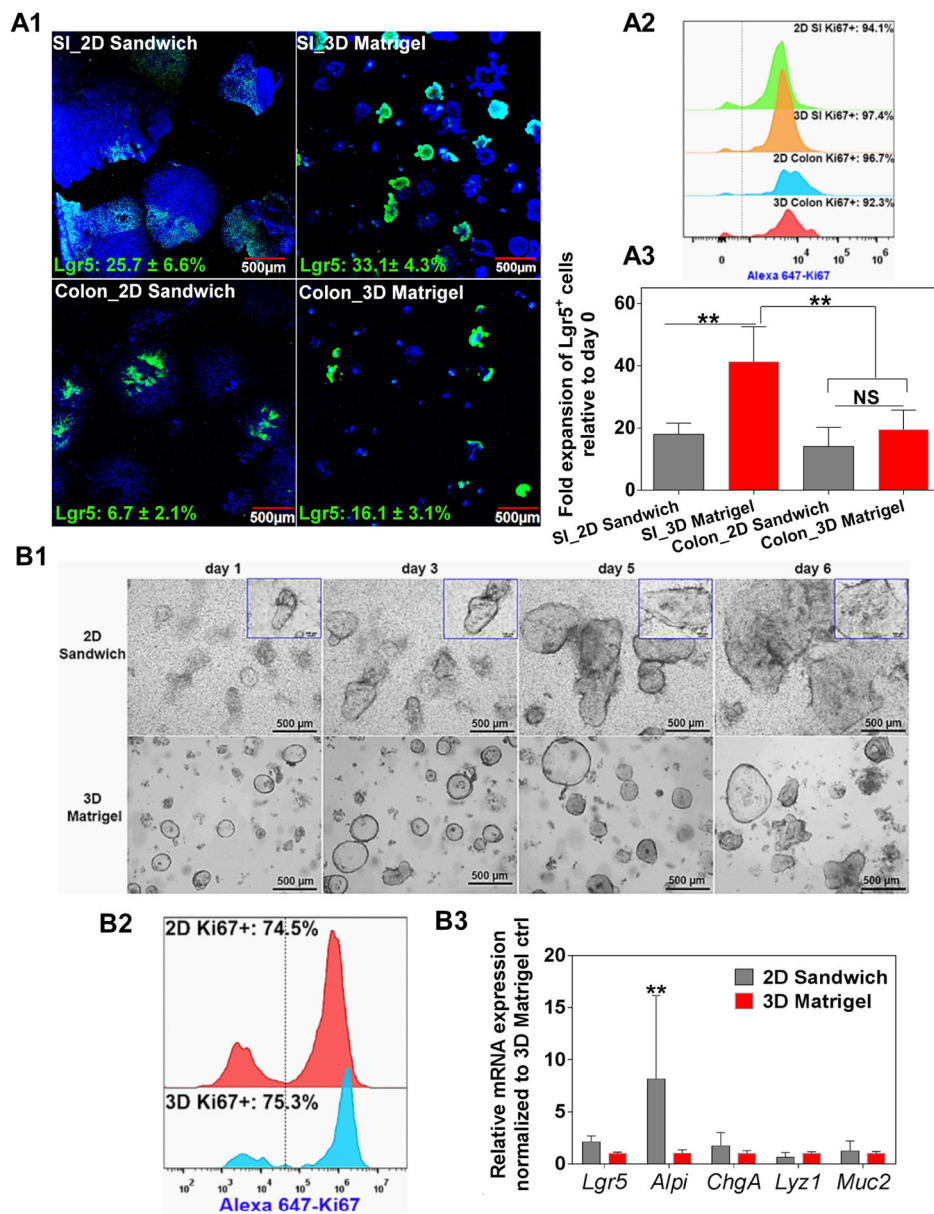 A1
SI_2D Sandwich
SI_3D Matrigel
Lgr5: 25.7 ± 6.6%
500μm
Lgr5: 33.1± 4.3%
500μm
Colon_2D Sandwich
Colon_3D Matrigel
Lgr5: 6.7 ± 2.1%
500μm
Lgr5: 16.1 ± 3.1%
500μm
A2
2D SI Ki67+: 94.1%
3D SI Ki67+: 97.4%
2D Colon Ki67+: 96.7%
3D Colon Ki67+: 92.3%
0 10^4 10^5 10^6
Alexa 647-Ki67
A3
Fold expansion of Lgr5+ cells
relative to day 0
60
40
20
0
**
**
NS
SI_2D Sandwich
SI_3D Matrigel
Colon_2D Sandwich
Colon_3D Matrigel
B1
day 1 day 3 day 5 day 6
2D
Sandwich
500 μm 500 μm 500 μm 500 μm
3D
Matrigel
500 μm 500 μm 500 μm 500 μm
B2
2D Ki67+: 74.5%
3D Ki67+: 75.3%
10^2 10^3 10^4 10^5 10^6 10^7
Alexa 647-Ki67
B3
Relative mRNA expression
normalized to 3D Matrigel ctrl
20
15
10
5
0
**
2D Sandwich
3D Matrigel
Lgr5 Alpi ChgA Lyz1 Muc2